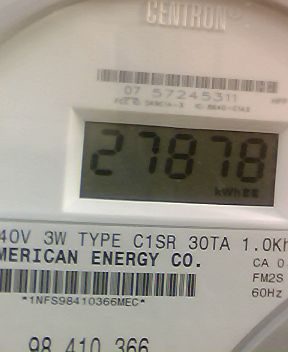 CENTRON
07 57245311
27878
kWh
40V 3W TYPE C1SR 30TA 1.0Kh
MERICAN ENERGY CO.
CA 0
FM2S
60Hz
*1NFS98410366MEC*
98 410 366